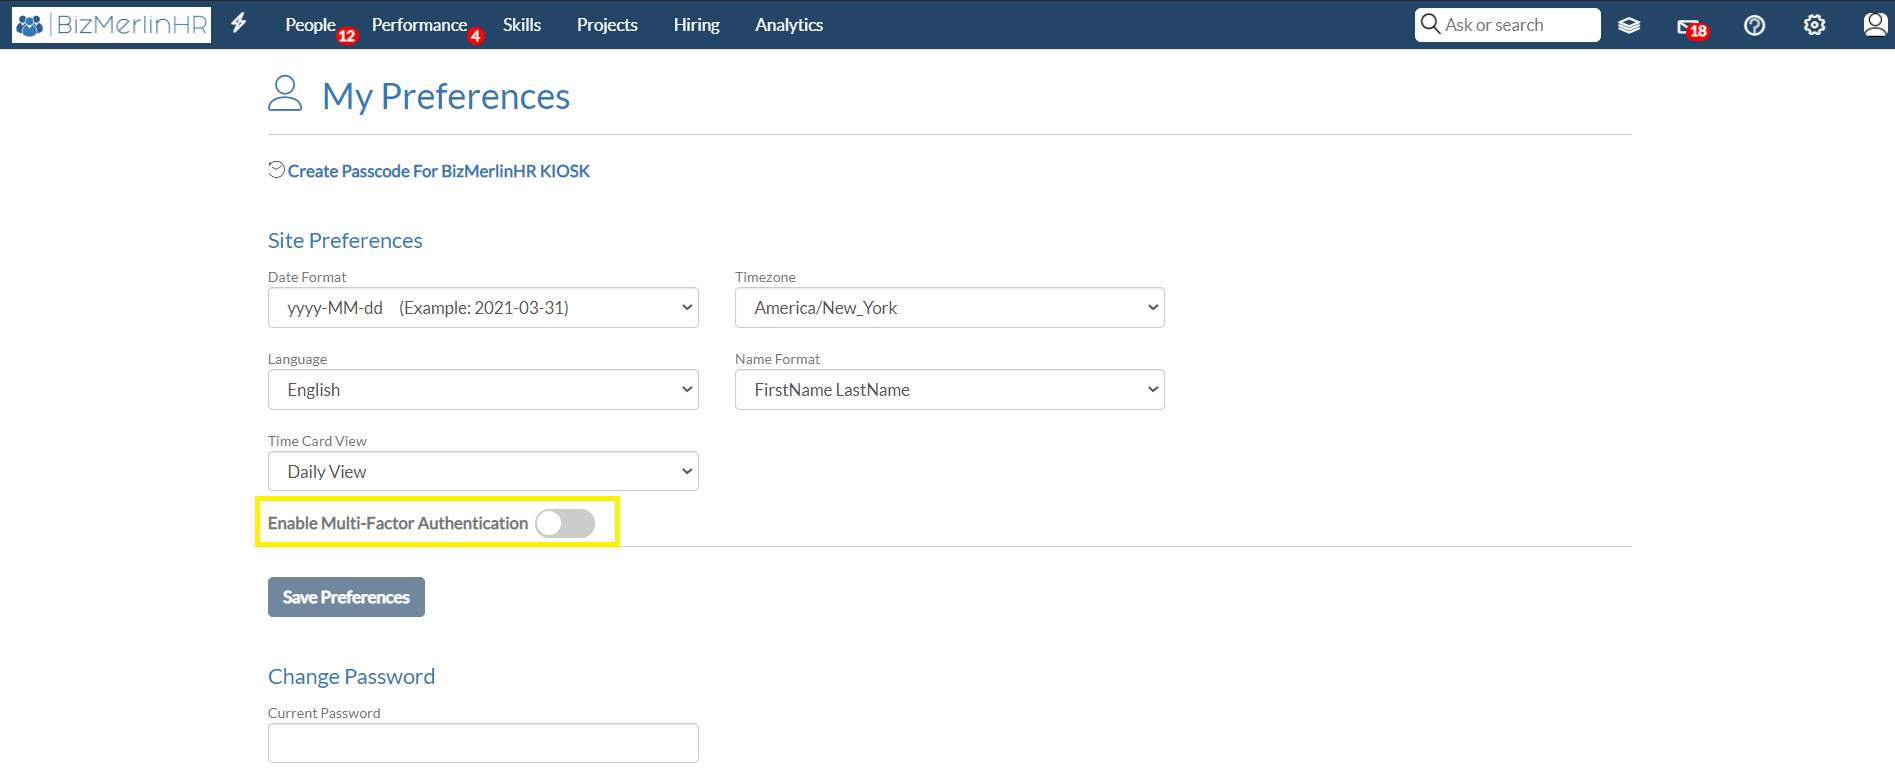 BizMerlinHR People 12 Performance 4 Skills Projects Hiring Analytics Ask or search 18
My Preferences
Create Passcode For BizMerlinHR KIOSK
Site Preferences
Date Format Timezone
yyyy-MM-dd (Example: 2021-03-31) America/New_York
Language Name Format
English FirstName LastName
Time Card View
Daily View
Enable Multi-Factor Authentication
Save Preferences
Change Password
Current Password